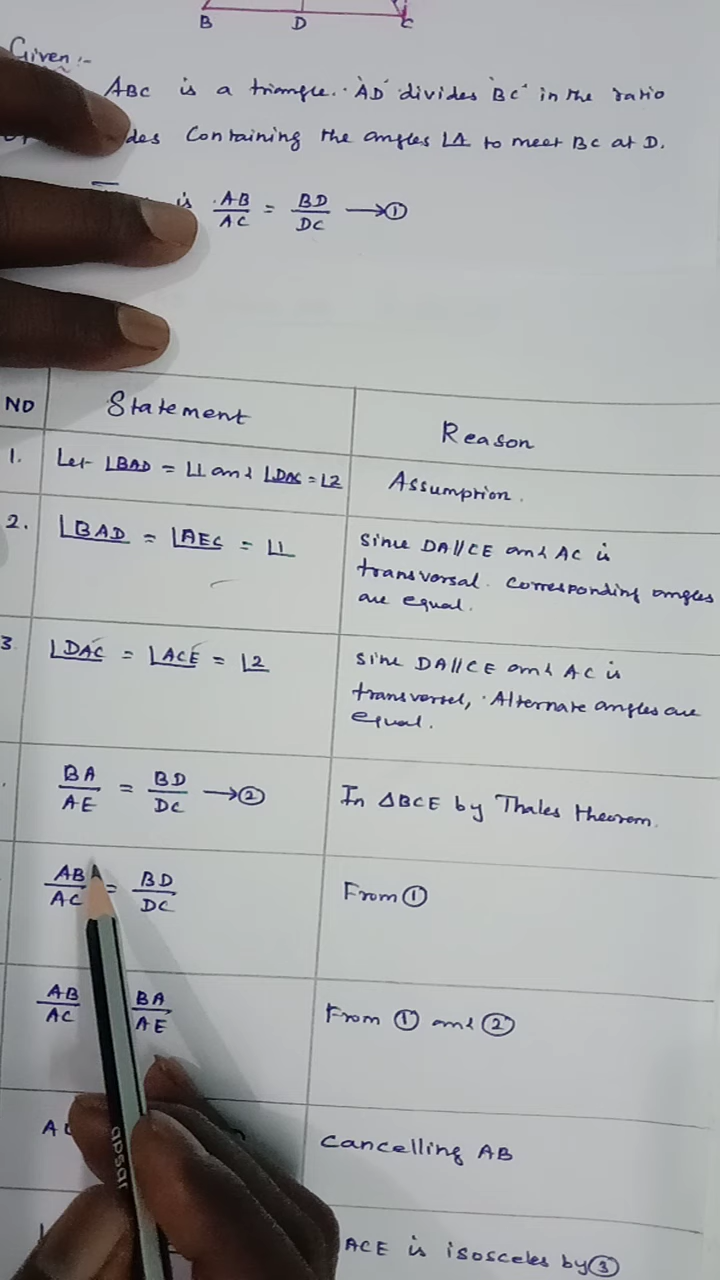 B D C
Given :-
ABC is a triangle. AD divides BC in the ratio
des Containing the angles ∠A to meet BC at D.
is AB/AC = BD/DC → ①
NO Statement Reason
1. Let ∠BAD = ∠1 and ∠DAC = ∠2 Assumption.
2. ∠BAD = ∠AEC = ∠1 Since DA//CE and AC is
transversal. Corresponding angles
are equal.
3 ∠DAC = ∠ACE = ∠2 Sine DA//CE and AC is
transversel, Alternate angles are
equal.
BA/AE = BD/DC → ② In ΔBCE by Thales theorem.
AB/AC = BD/DC From ①
AB/AC BA/AE From ① and ②
A Cancelling AB
ACE is isosceles by ③
apsar